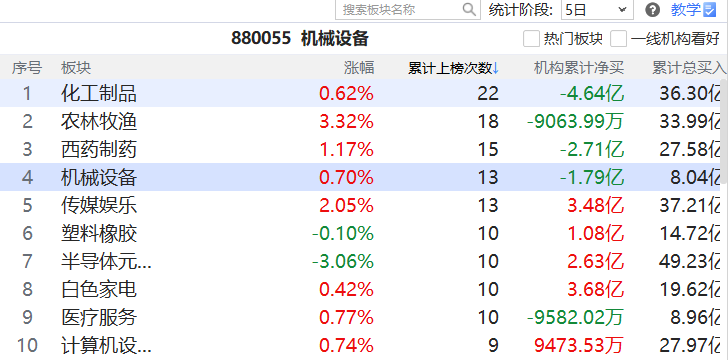 搜索板块名称 统计阶段: 5日 ? 教学
880055 机械设备 热门板块 一线机构看好
序号 板块 涨幅 累计上榜次数↓ 机构累计净买 累计总买入
1 化工制品 0.62% 22 -4.64亿 36.30亿
2 农林牧渔 3.32% 18 -9063.99万 33.99亿
3 西药制药 1.17% 15 -2.71亿 27.58亿
4 机械设备 0.70% 13 -1.79亿 8.04亿
5 传媒娱乐 2.05% 13 3.48亿 37.21亿
6 塑料橡胶 -0.10% 10 1.08亿 14.72亿
7 半导体元... -3.06% 10 2.63亿 49.23亿
8 白色家电 0.42% 10 3.68亿 19.62亿
9 医疗服务 0.77% 10 -9582.02万 8.96亿
10 计算机设... 0.74% 9 9473.53万 27.97亿